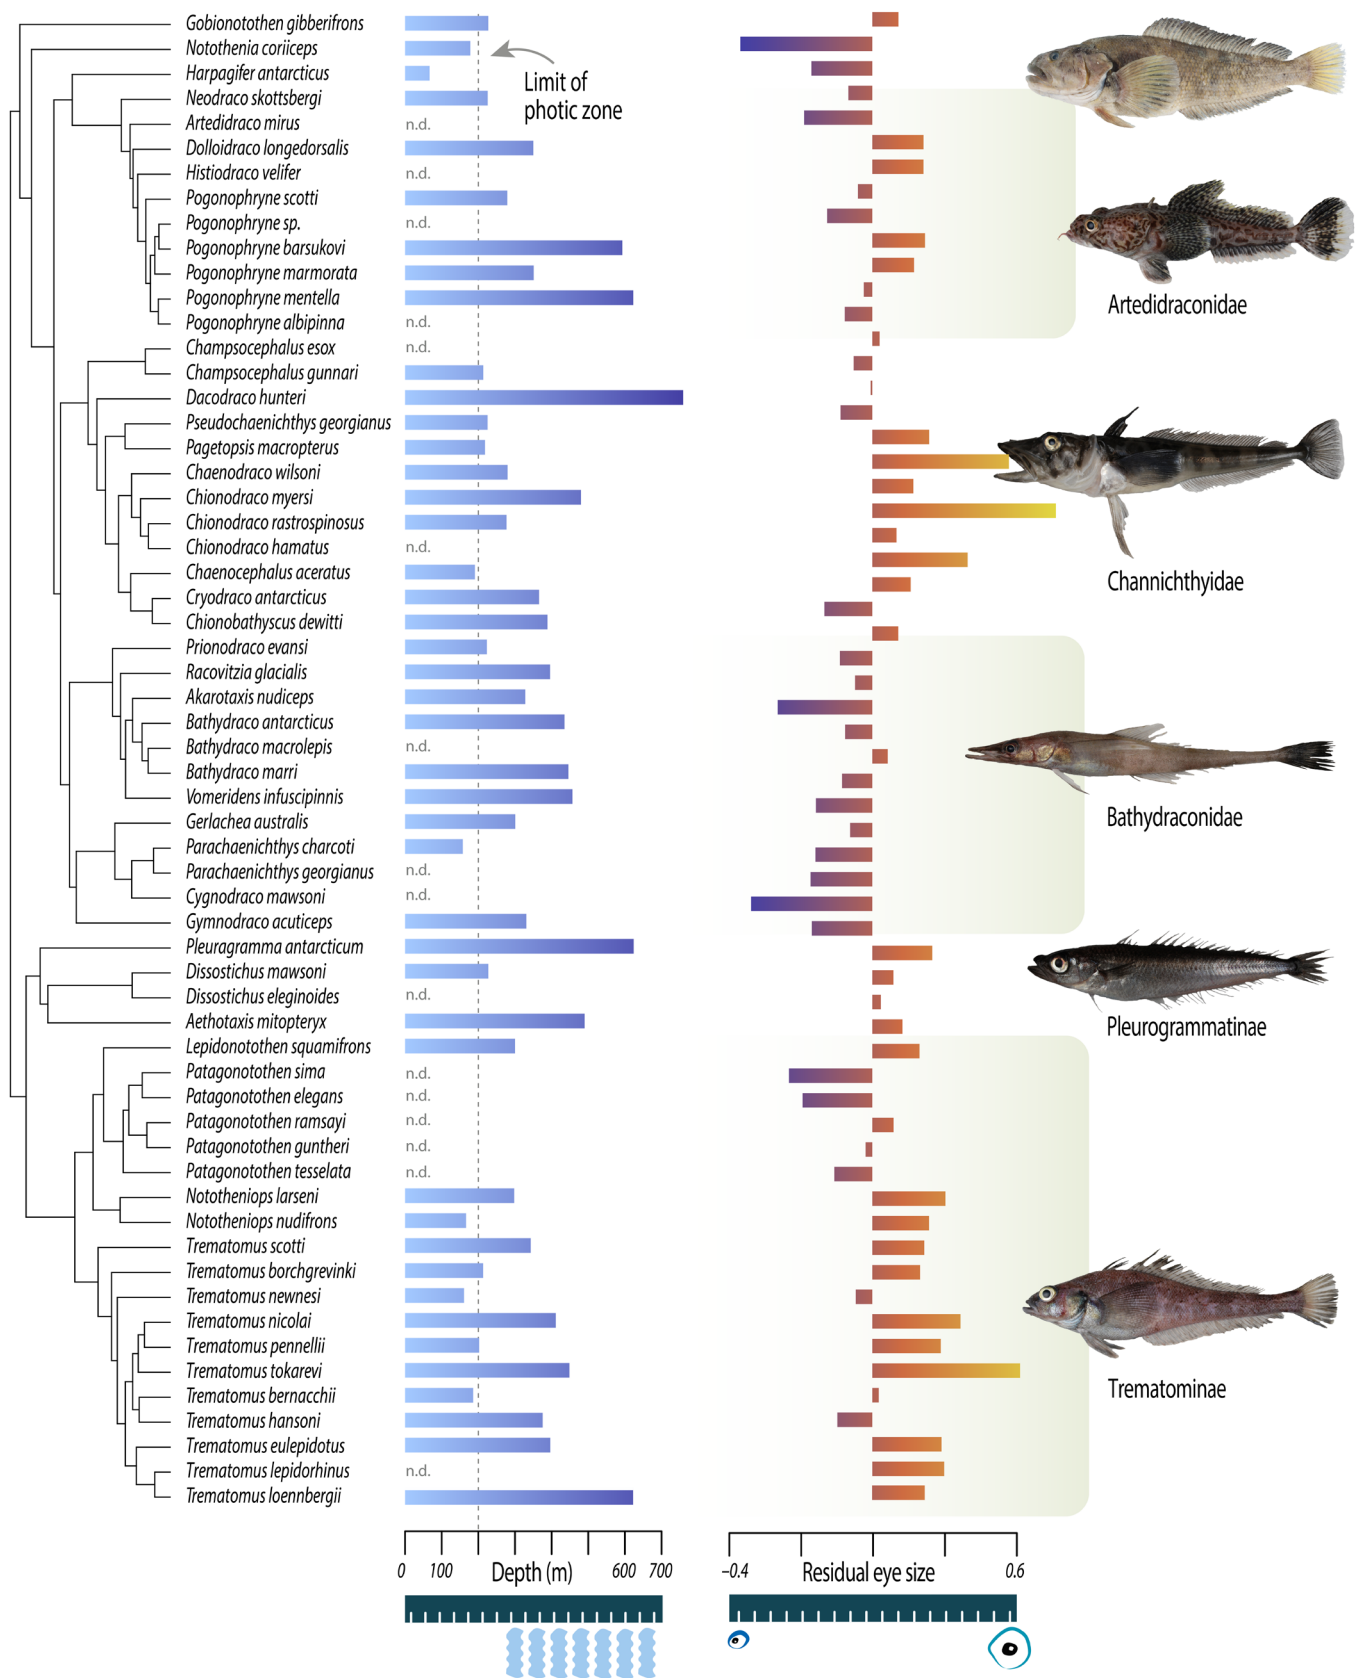 Gobionotothen gibberifrons
Notothenia coriiceps
Limit of
photic zone
Harpagifer antarcticus
Neodraco skottsbergi
Artedidraco mirus n.d.
Dolloidraco longedorsalis
Histiodraco velifer n.d.
Pogonophryne scotti
Pogonophryne sp. n.d.
Pogonophryne barsukovi
Pogonophryne marmorata
Pogonophryne mentella
Artedidraconidae
Pogonophryne albipinna n.d.
Champsocephalus esox n.d.
Champsocephalus gunnari
Dacodraco hunteri
Pseudochaenichthys georgianus
Pagetopsis macropterus
Chaenodraco wilsoni
Chionodraco myersi
Chionodraco rastrospinosus
Chionodraco hamatus n.d.
Chaenocephalus aceratus
Channichthyidae
Cryodraco antarcticus
Chionobathyscus dewitti
Prionodraco evansi
Racovitzia glacialis
Akarotaxis nudiceps
Bathydraco antarcticus
Bathydraco macrolepis n.d.
Bathydraco marri
Vomeridens infuscipinnis
Gerlachea australis
Bathydraconidae
Parachaenichthys charcoti
Parachaenichthys georgianus n.d.
Cygnodraco mawsoni n.d.
Gymnodraco acuticeps
Pleuragramma antarcticum
Dissostichus mawsoni
Dissostichus eleginoides n.d.
Aethotaxis mitopteryx
Pleurogrammatinae
Lepidonotothen squamifrons
Patagonotothen sima n.d.
Patagonotothen elegans n.d.
Patagonotothen ramsayi n.d.
Patagonotothen guntheri n.d.
Patagonotothen tesselata n.d.
Nototheniops larseni
Nototheniops nudifrons
Trematomus scotti
Trematomus borchgrevinki
Trematomus newnesi
Trematomus nicolai
Trematomus pennellii
Trematomus tokarevi
Trematominae
Trematomus bernacchii
Trematomus hansoni
Trematomus eulepidotus
Trematomus lepidorhinus n.d.
Trematomus loennbergii
0 100 Depth (m) 600 700
−0.4 Residual eye size 0.6